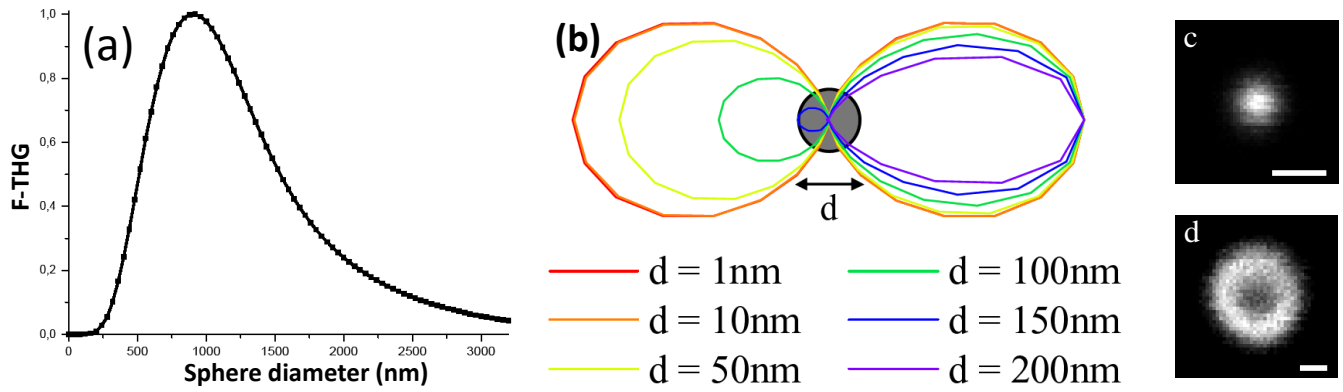 (a)
F-THG
1,0
0,8
0,6
0,4
0,2
0,0
0 500 1000 1500 2000 2500 3000
Sphere diameter (nm)
(b)
d
d = 1nm
d = 10nm
d = 50nm
d = 100nm
d = 150nm
d = 200nm
c
d